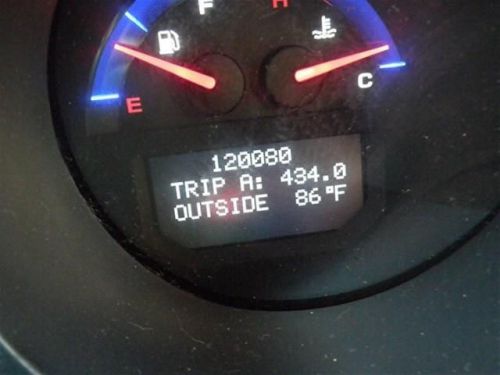 F H
E C
120080
TRIP A: 434.0
OUTSIDE 86°F